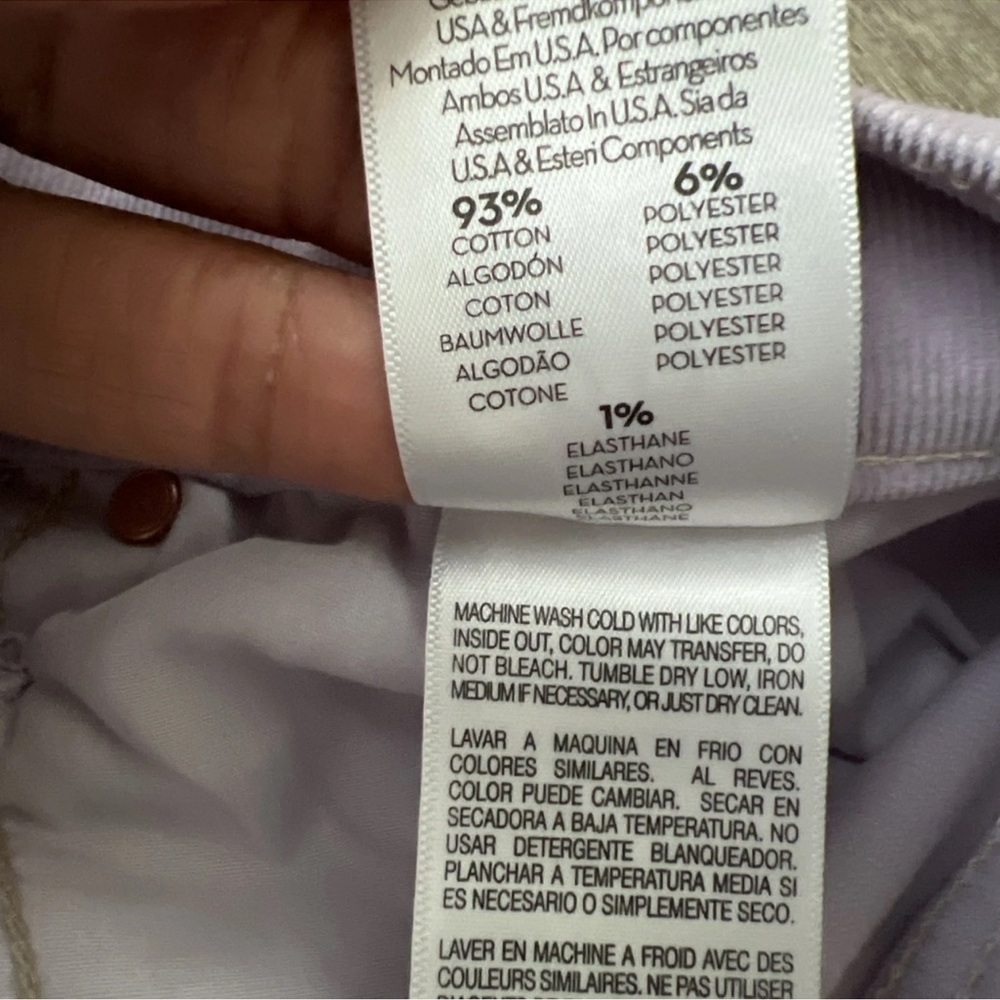 USA & Fremdkomp
Montado Em U.S.A. Por componentes
Ambos U.S.A & Estrangeiros
Assemblato In U.S.A. Sia da
U.S.A & Esteri Components
93%
COTTON
ALGODÓN
COTON
BAUMWOLLE
ALGODÃO
COTONE
6%
POLYESTER
POLYESTER
POLYESTER
POLYESTER
POLYESTER
POLYESTER
1%
ELASTHANE
ELASTHANO
ELASTHANNE
ELASTHAN
ELASTHANO
ELASTHANE
MACHINE WASH COLD WITH LIKE COLORS,
INSIDE OUT, COLOR MAY TRANSFER, DO
NOT BLEACH. TUMBLE DRY LOW, IRON
MEDIUM IF NECESSARY, OR JUST DRY CLEAN.
LAVAR A MAQUINA EN FRIO CON
COLORES SIMILARES. AL REVES.
COLOR PUEDE CAMBIAR. SECAR EN
SECADORA A BAJA TEMPERATURA. NO
USAR DETERGENTE BLANQUEADOR.
PLANCHAR A TEMPERATURA MEDIA SI
ES NECESARIO O SIMPLEMENTE SECO.
LAVER EN MACHINE A FROID AVEC DES
COULEURS SIMILAIRES. NE PAS UTILISER